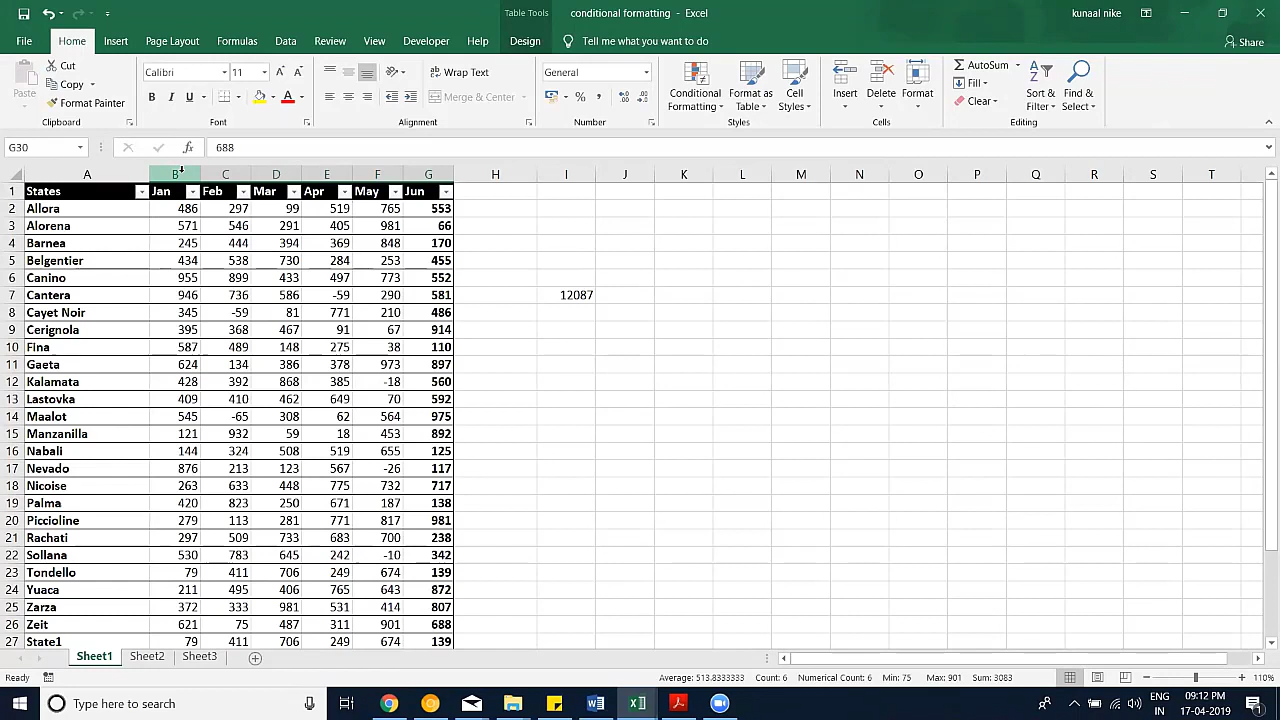 Table Tools
conditional formatting - Excel
kunaal nike
File Home Insert Page Layout Formulas Data Review View Developer Help Design Tell me what you want to do Share
Paste Cut Copy Format Painter Clipboard
Calibri 11 B I U A A A Font
Wrap Text Merge & Center Alignment
General % , Number
Conditional Formatting Format as Table Cell Styles Styles
Insert Delete Format Cells
AutoSum Fill Clear Sort & Filter Find & Select Editing
G30 fx 688
A B C D E F G H I J K L M N O P Q R S T
1 States Jan Feb Mar Apr May Jun
2 Allora 486 297 99 519 765 553
3 Alorena 571 546 291 405 981 66
4 Barnea 245 444 394 369 848 170
5 Belgentier 434 538 730 284 253 455
6 Canino 955 899 433 497 773 552
7 Cantera 946 736 586 -59 290 581 12087
8 Cayet Noir 345 -59 81 771 210 486
9 Cerignola 395 368 467 91 67 914
10 Fina 587 489 148 275 38 110
11 Gaeta 624 134 386 378 973 897
12 Kalamata 428 392 868 385 -18 560
13 Lastovka 409 410 462 649 70 592
14 Maalot 545 -65 308 62 564 975
15 Manzanilla 121 932 59 18 453 892
16 Nabali 144 324 508 519 655 125
17 Nevado 876 213 123 567 -26 117
18 Nicoise 263 633 448 775 732 717
19 Palma 420 823 250 671 187 138
20 Piccioline 279 113 281 771 817 981
21 Rachati 297 509 733 683 700 238
22 Sollana 530 783 645 242 -10 342
23 Tondello 79 411 706 249 674 139
24 Yuaca 211 495 406 765 643 872
25 Zarza 372 333 981 531 414 807
26 Zeit 621 75 487 311 901 688
27 State1 79 411 706 249 674 139
Sheet1 Sheet2 Sheet3
Ready Average: 513.8333333 Count: 6 Numerical Count: 6 Min: 75 Max: 901 Sum: 3083 110%
Type here to search ENG IN 09:12 PM 17-04-2019